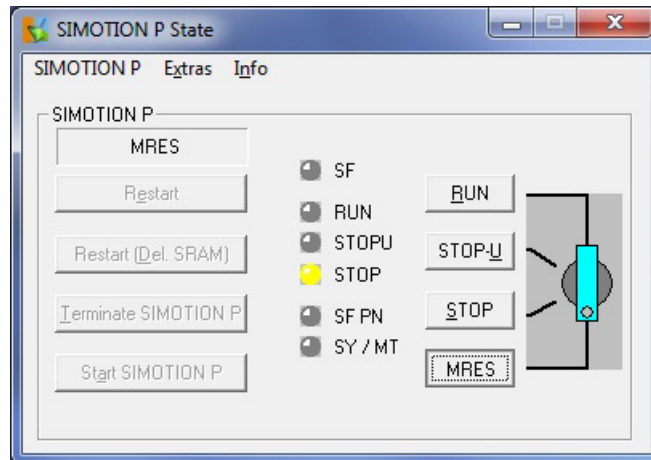 SIMOTION P State
SIMOTION P Extras Info
SIMOTION P
MRES
Restart
Restart (Del. SRAM)
Terminate SIMOTION P
Start SIMOTION P
SF
RUN
STOPU
STOP
SF PN
SY / MT
RUN
STOP-U
STOP
MRES